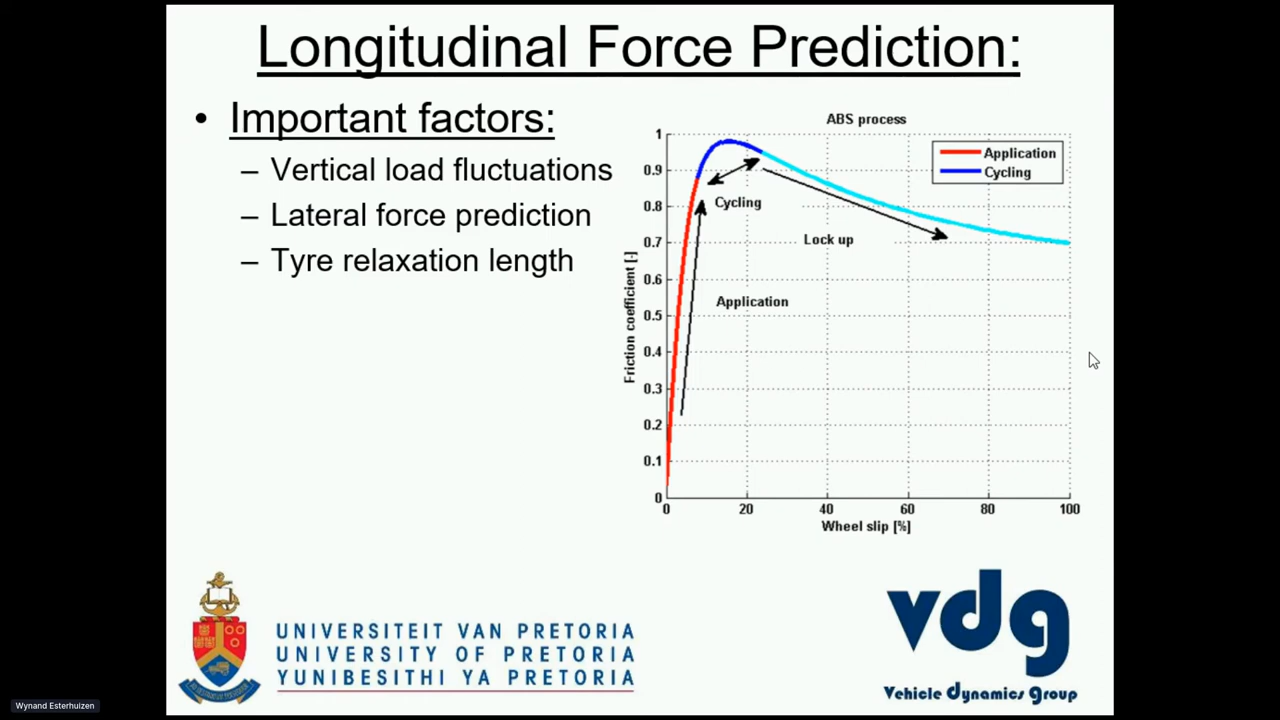 Longitudinal Force Prediction:
• Important factors:
– Vertical load fluctuations
– Lateral force prediction
– Tyre relaxation length
ABS process
Application
Cycling
Cycling
Lock up
Application
Friction coefficient [-]
1
0.9
0.8
0.7
0.6
0.5
0.4
0.3
0.2
0.1
0
0 20 40 60 80 100
Wheel slip [%]
UNIVERSITEIT VAN PRETORIA
UNIVERSITY OF PRETORIA
YUNIBESITHI YA PRETORIA
vdg
Vehicle Dynamics Group
Wynand Esterhuizen